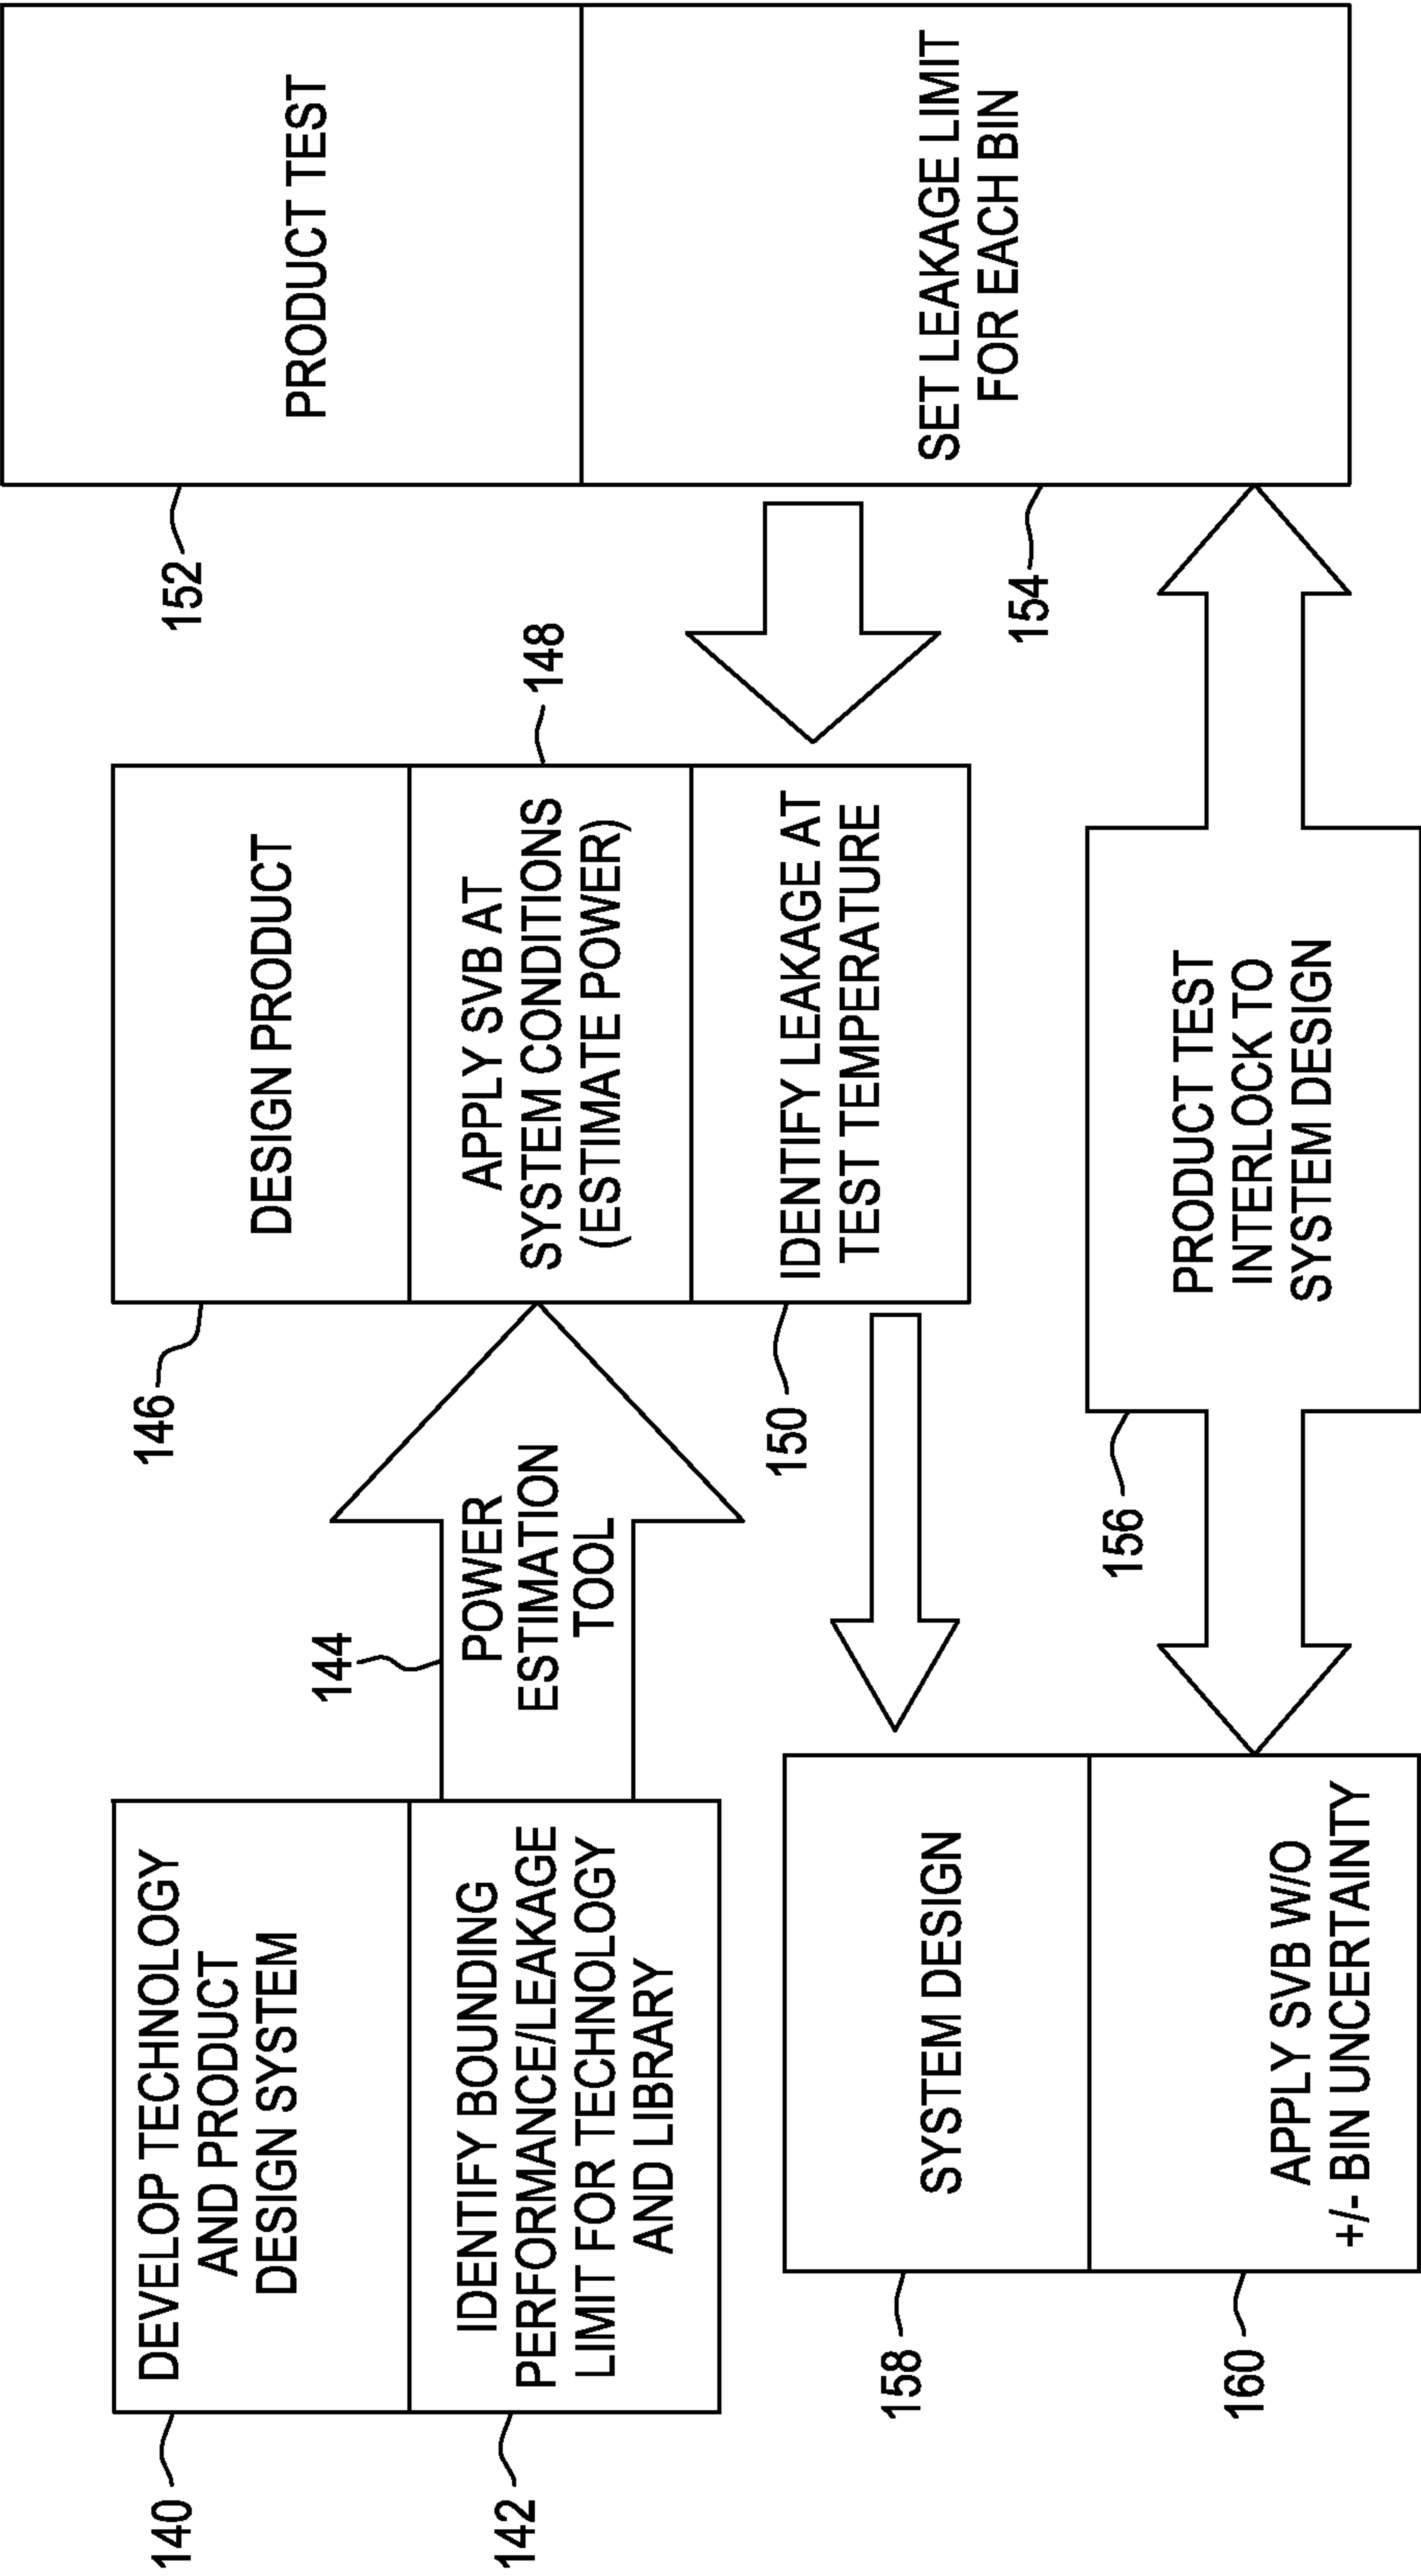 140
DEVELOP TECHNOLOGY
AND PRODUCT
DESIGN SYSTEM
142
IDENTIFY BOUNDING
PERFORMANCE/LEAKAGE
LIMIT FOR TECHNOLOGY
AND LIBRARY
144
POWER
ESTIMATION
TOOL
146
DESIGN PRODUCT
148
APPLY SVB AT
SYSTEM CONDITIONS
(ESTIMATE POWER)
150
IDENTIFY LEAKAGE AT
TEST TEMPERATURE
152
PRODUCT TEST
154
SET LEAKAGE LIMIT
FOR EACH BIN
156
PRODUCT TEST
INTERLOCK TO
SYSTEM DESIGN
158
SYSTEM DESIGN
160
APPLY SVB W/O
+/- BIN UNCERTAINTY